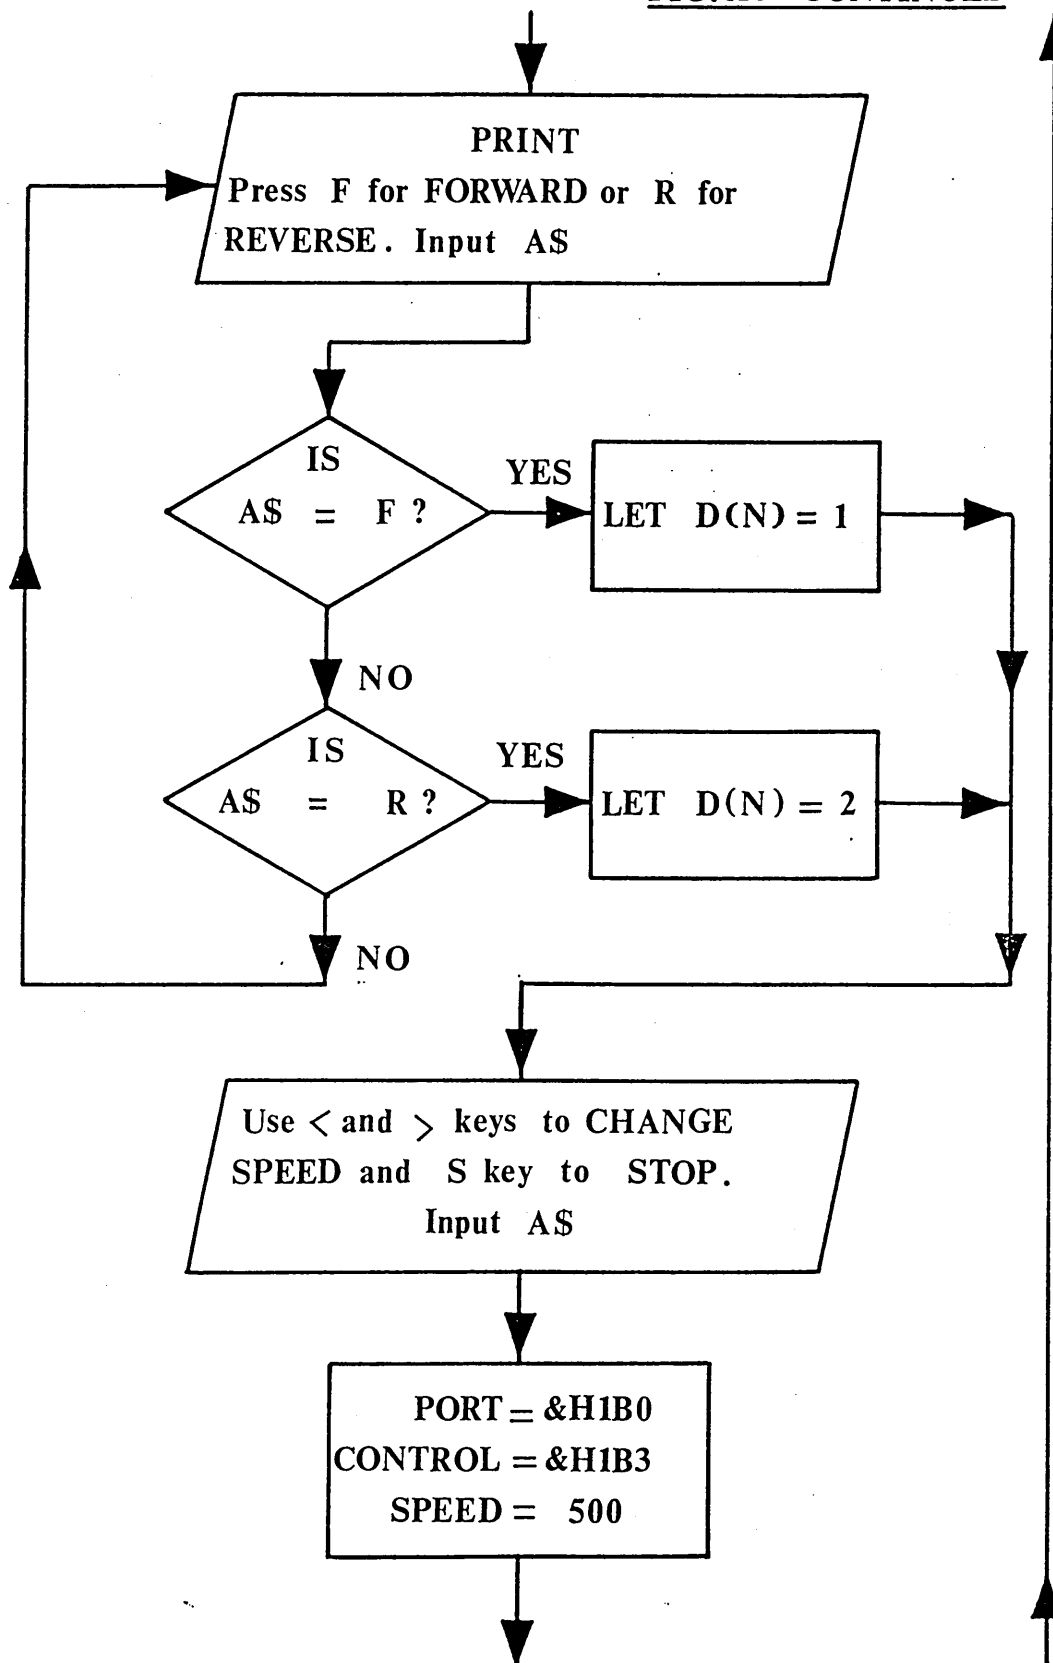 PRINT
Press F for FORWARD or R for
REVERSE. Input A$
IS
A$ = F ?
YES
LET D(N) = 1
NO
IS
A$ = R ?
YES
LET D(N) = 2
NO
Use < and > keys to CHANGE
SPEED and S key to STOP.
Input A$
PORT = &H1B0
CONTROL = &H1B3
SPEED = 500